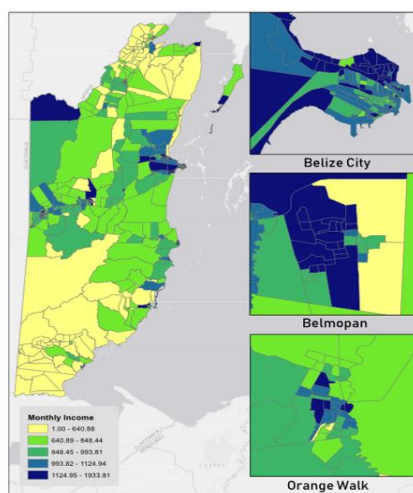 Belize City
Belmopan
Orange Walk
Monthly Income
1.00 - 640.88
640.89 - 848.44
848.45 - 993.81
993.82 - 1124.94
1124.95 - 1933.81